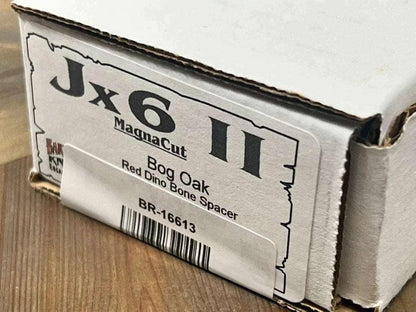 Jx6 II
MagnaCut
Bog Oak
Red Dino Bone Spacer
BR-16613